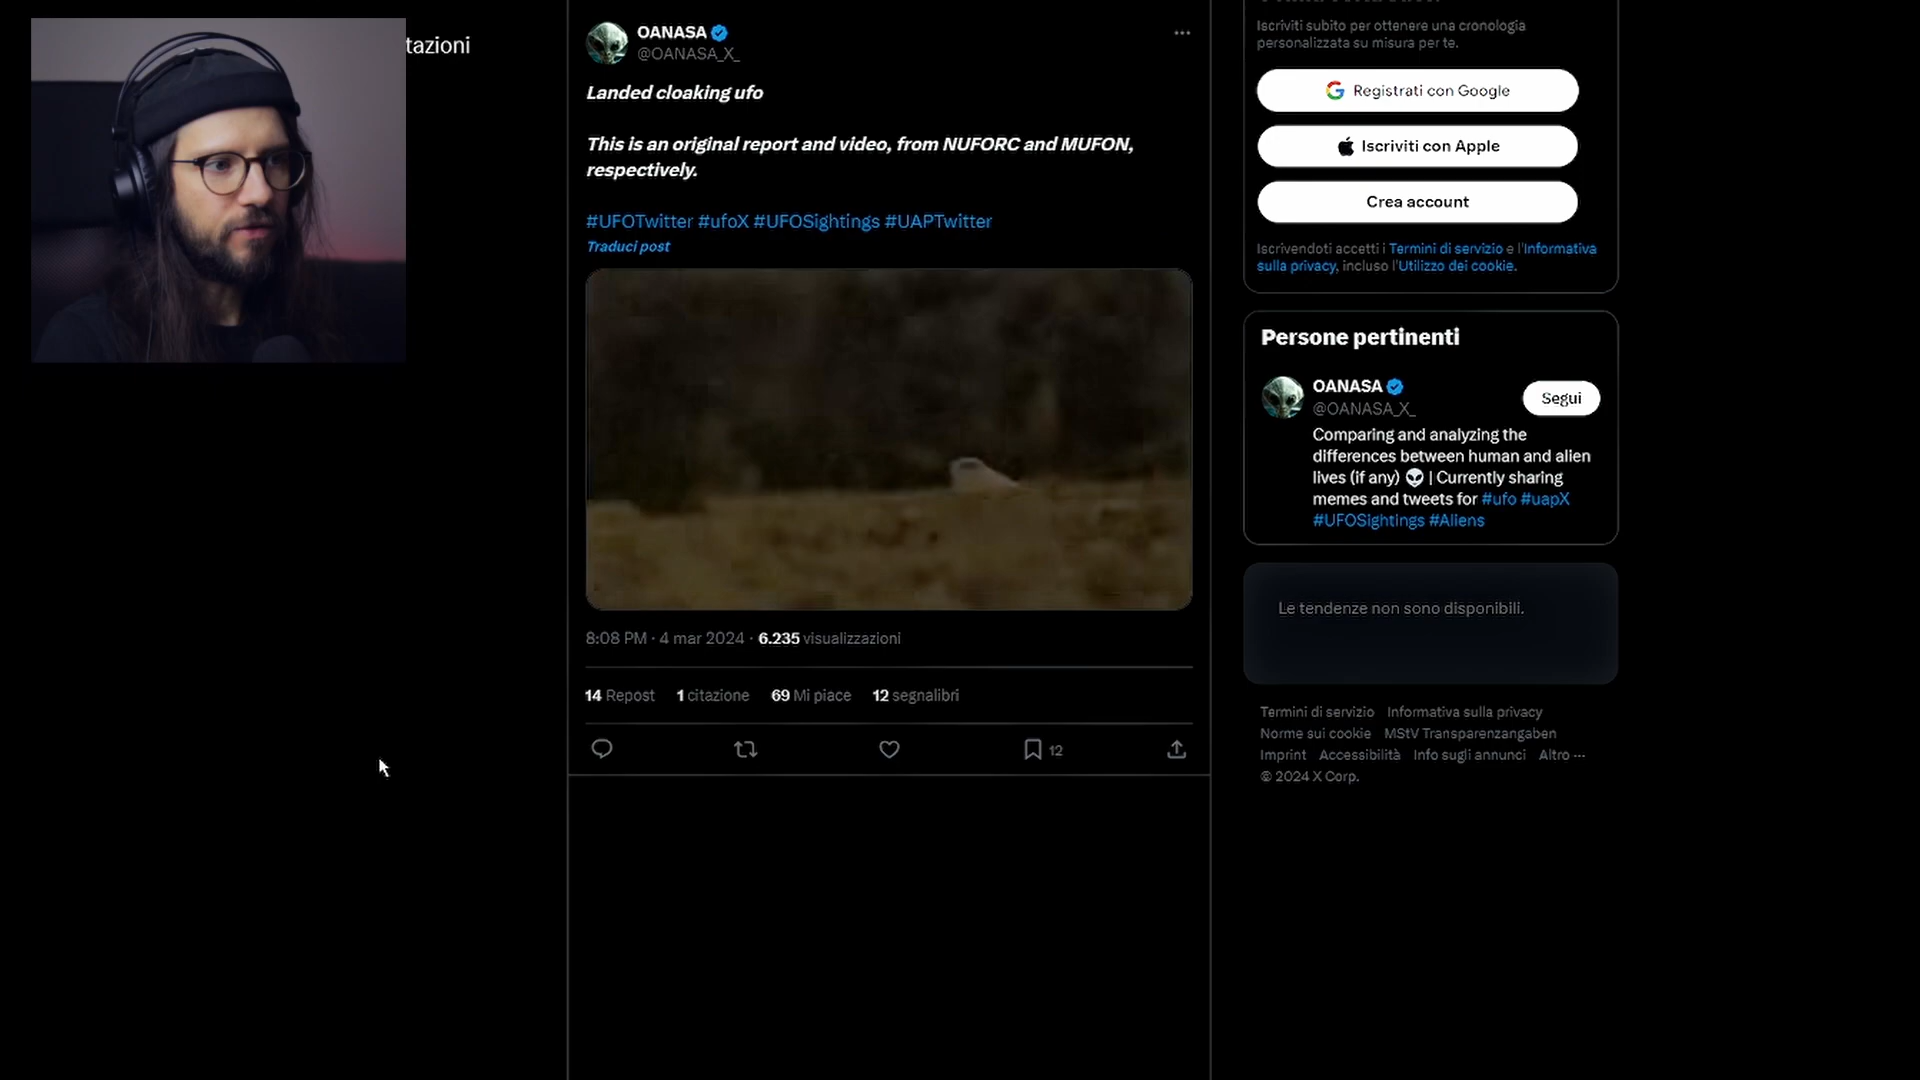 tazioni
OANASA
@OANASA_X_
Landed cloaking ufo
This is an original report and video, from NUFORC and MUFON,
respectively.
#UFOTwitter #ufoX #UFOSightings #UAPTwitter
Traduci post
8:08 PM · 4 mar 2024 · 6.235 visualizzazioni
14 Repost 1 citazione 69 Mi piace 12 segnalibri
12
Iscriviti subito per ottenere una cronologia
personalizzata su misura per te.
Registrati con Google
Iscriviti con Apple
Crea account
Iscrivendoti accetti i Termini di servizio e l'Informativa
sulla privacy, incluso l'Utilizzo dei cookie.
Persone pertinenti
OANASA
@OANASA_X_
Segui
Comparing and analyzing the
differences between human and alien
lives (if any) 👽 | Currently sharing
memes and tweets for #ufo #uapX
#UFOSightings #Aliens
Le tendenze non sono disponibili.
Termini di servizio Informativa sulla privacy
Norme sui cookie MStV Transparenzangaben
Imprint Accessibilità Info sugli annunci Altro ···
© 2024 X Corp.